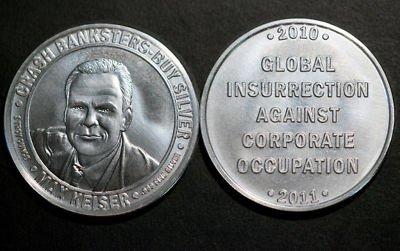 CRASH BANKSTERS-BUY SILVER
MAX KEISER
2010
GLOBAL
INSURRECTION
AGAINST
CORPORATE
OCCUPATION
2011